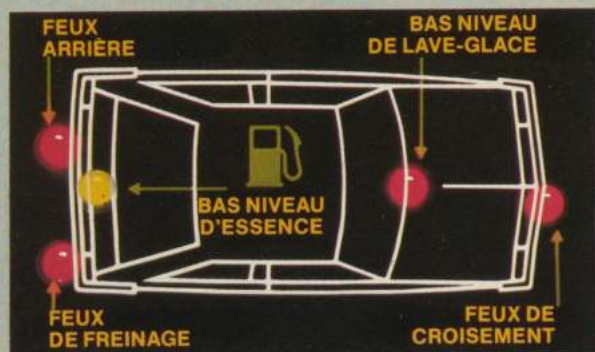 FEUX
ARRIÈRE
BAS NIVEAU
DE LAVE-GLACE
BAS NIVEAU
D'ESSENCE
FEUX
DE FREINAGE
FEUX DE
CROISEMENT